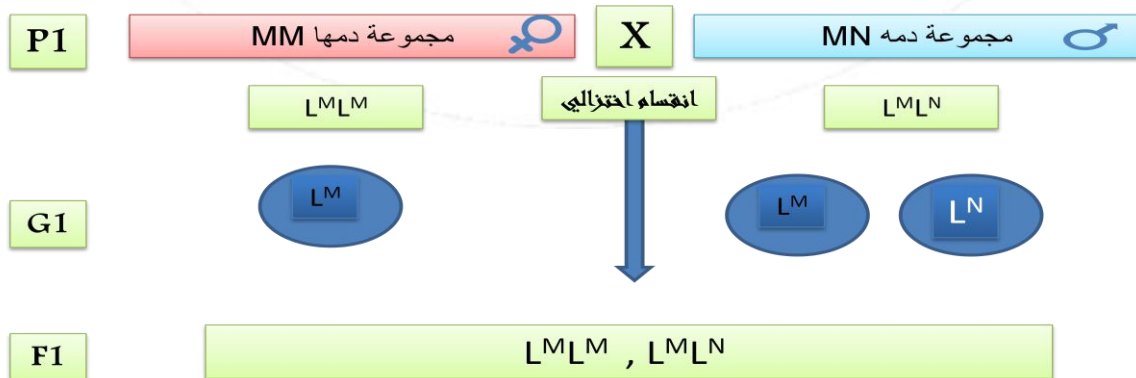 P1
مجموعة دمها MM
X
مجموعة دمه MN
LᴹLᴹ
انقسام اختزالي
LᴹLᴺ
G1
Lᴹ
Lᴹ
Lᴺ
F1
LᴹLᴹ , LᴹLᴺ